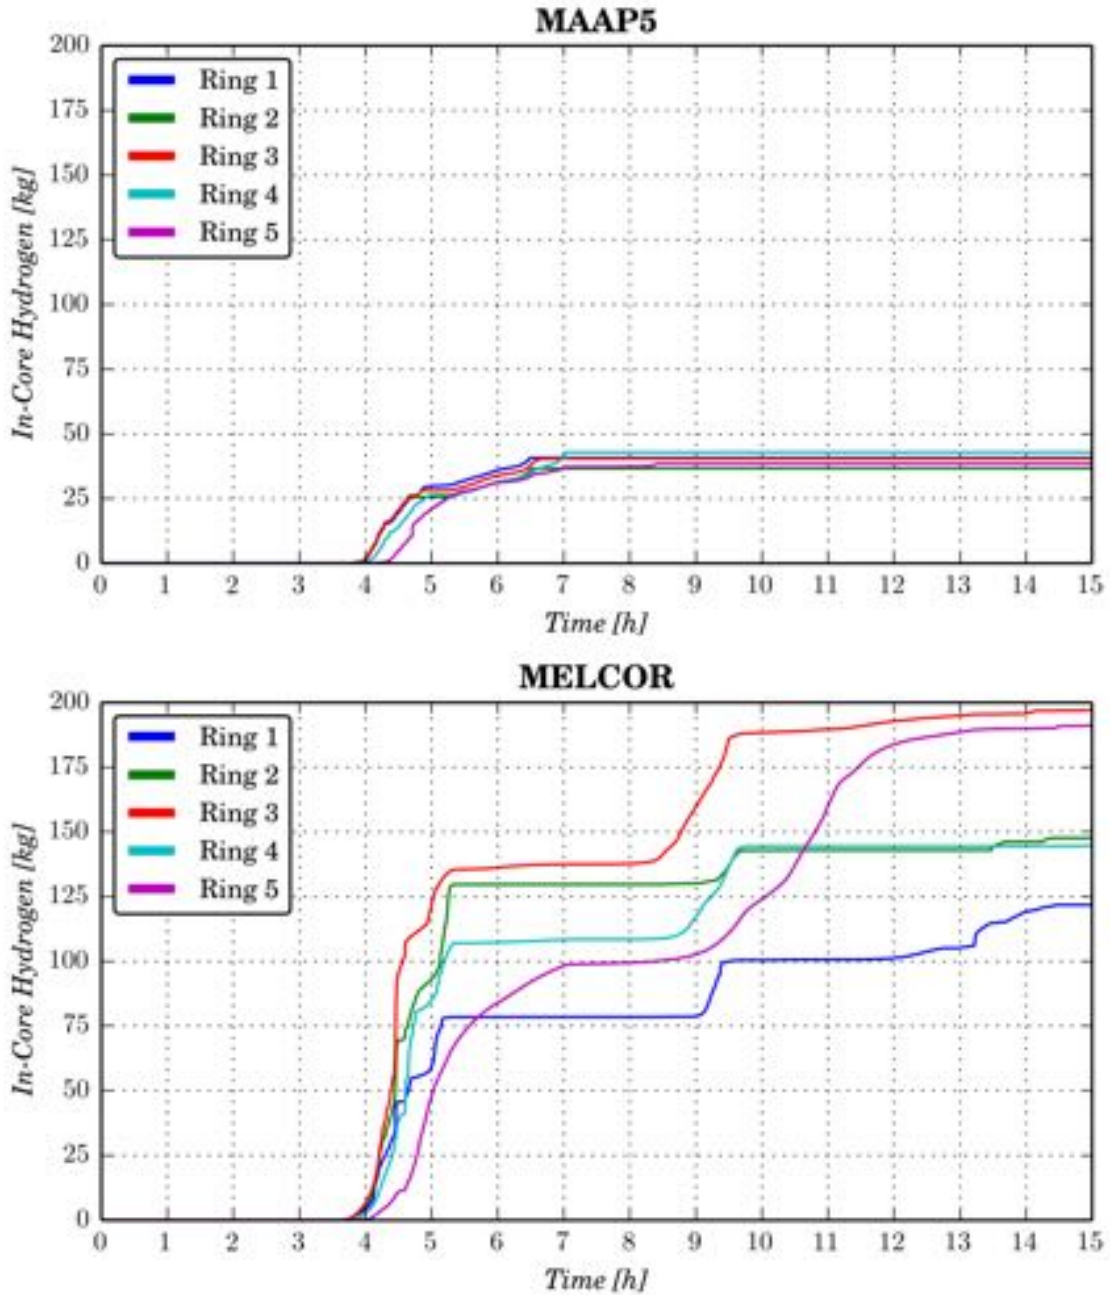 MAAP5
200
175
150
125
100
75
50
25
0
In-Core Hydrogen [kg]
Ring 1
Ring 2
Ring 3
Ring 4
Ring 5
0 1 2 3 4 5 6 7 8 9 10 11 12 13 14 15
Time [h]
MELCOR
200
175
150
125
100
75
50
25
0
In-Core Hydrogen [kg]
Ring 1
Ring 2
Ring 3
Ring 4
Ring 5
0 1 2 3 4 5 6 7 8 9 10 11 12 13 14 15
Time [h]